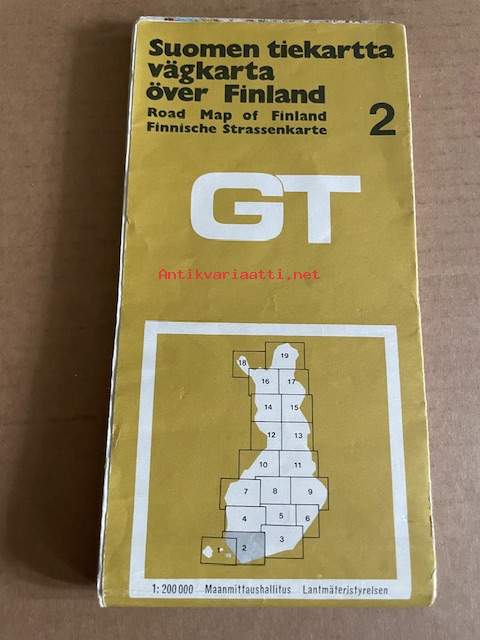 Suomen tiekartta
vägkarta
över Finland
Road Map of Finland
Finnische Strassenkarte 2
GT
Antikvariaatti.net
19
18
16 17
14 15
12 13
10 11
7 8 9
4 5 6
2 3
1:200 000 Maanmittaushallitus Lantmäteristyrelsen